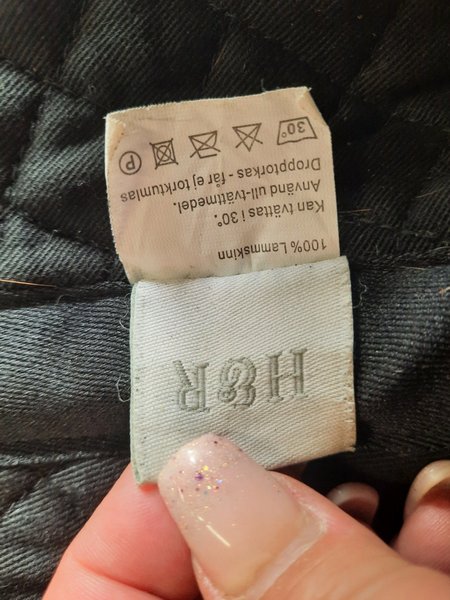 H&R
100% Lammskinn
Kan tvättas i 30°.
Använd ull-tvättmedel.
Dropptorkas - får ej torktumlas
30° P